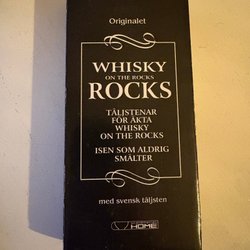 Originalet
WHISKY
ON THE ROCKS
ROCKS
TÄLJSTENAR
FÖR ÄKTA
WHISKY
ON THE ROCKS
ISEN SOM ALDRIG
SMÄLTER
med svensk täljsten
HOME